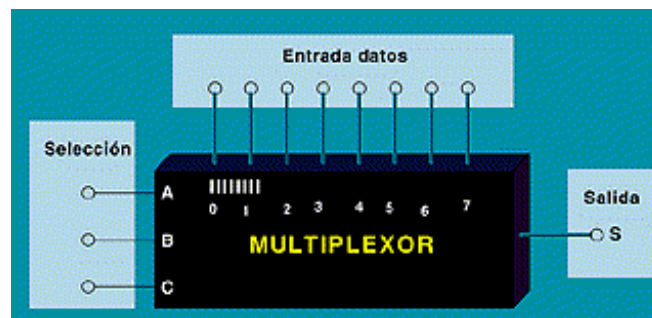 Entrada datos
Selección
A
B
C
0 1 2 3 4 5 6 7
MULTIPLEXOR
Salida
S